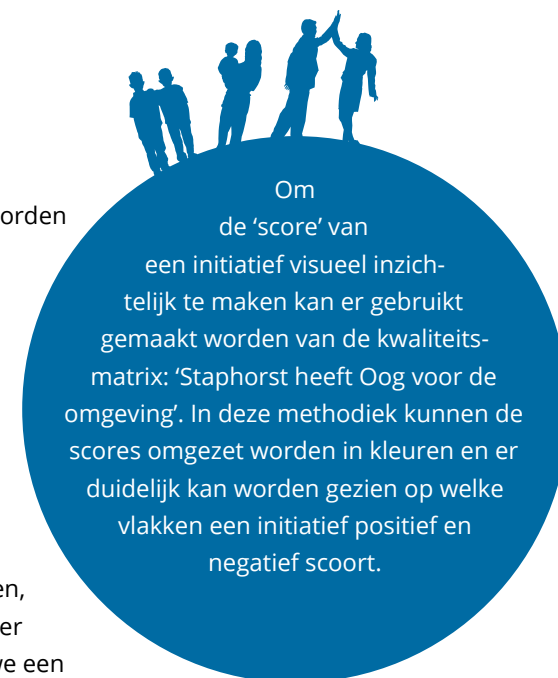 orden
Om
de ‘score’ van
een initiatief visueel inzich-
telijk te maken kan er gebruikt
gemaakt worden van de kwaliteits-
matrix: ‘Staphorst heeft Oog voor de
omgeving’. In deze methodiek kunnen de
scores omgezet worden in kleuren en er
duidelijk kan worden gezien op welke
vlakken een initiatief positief en
negatief scoort.
en,
er
ve een